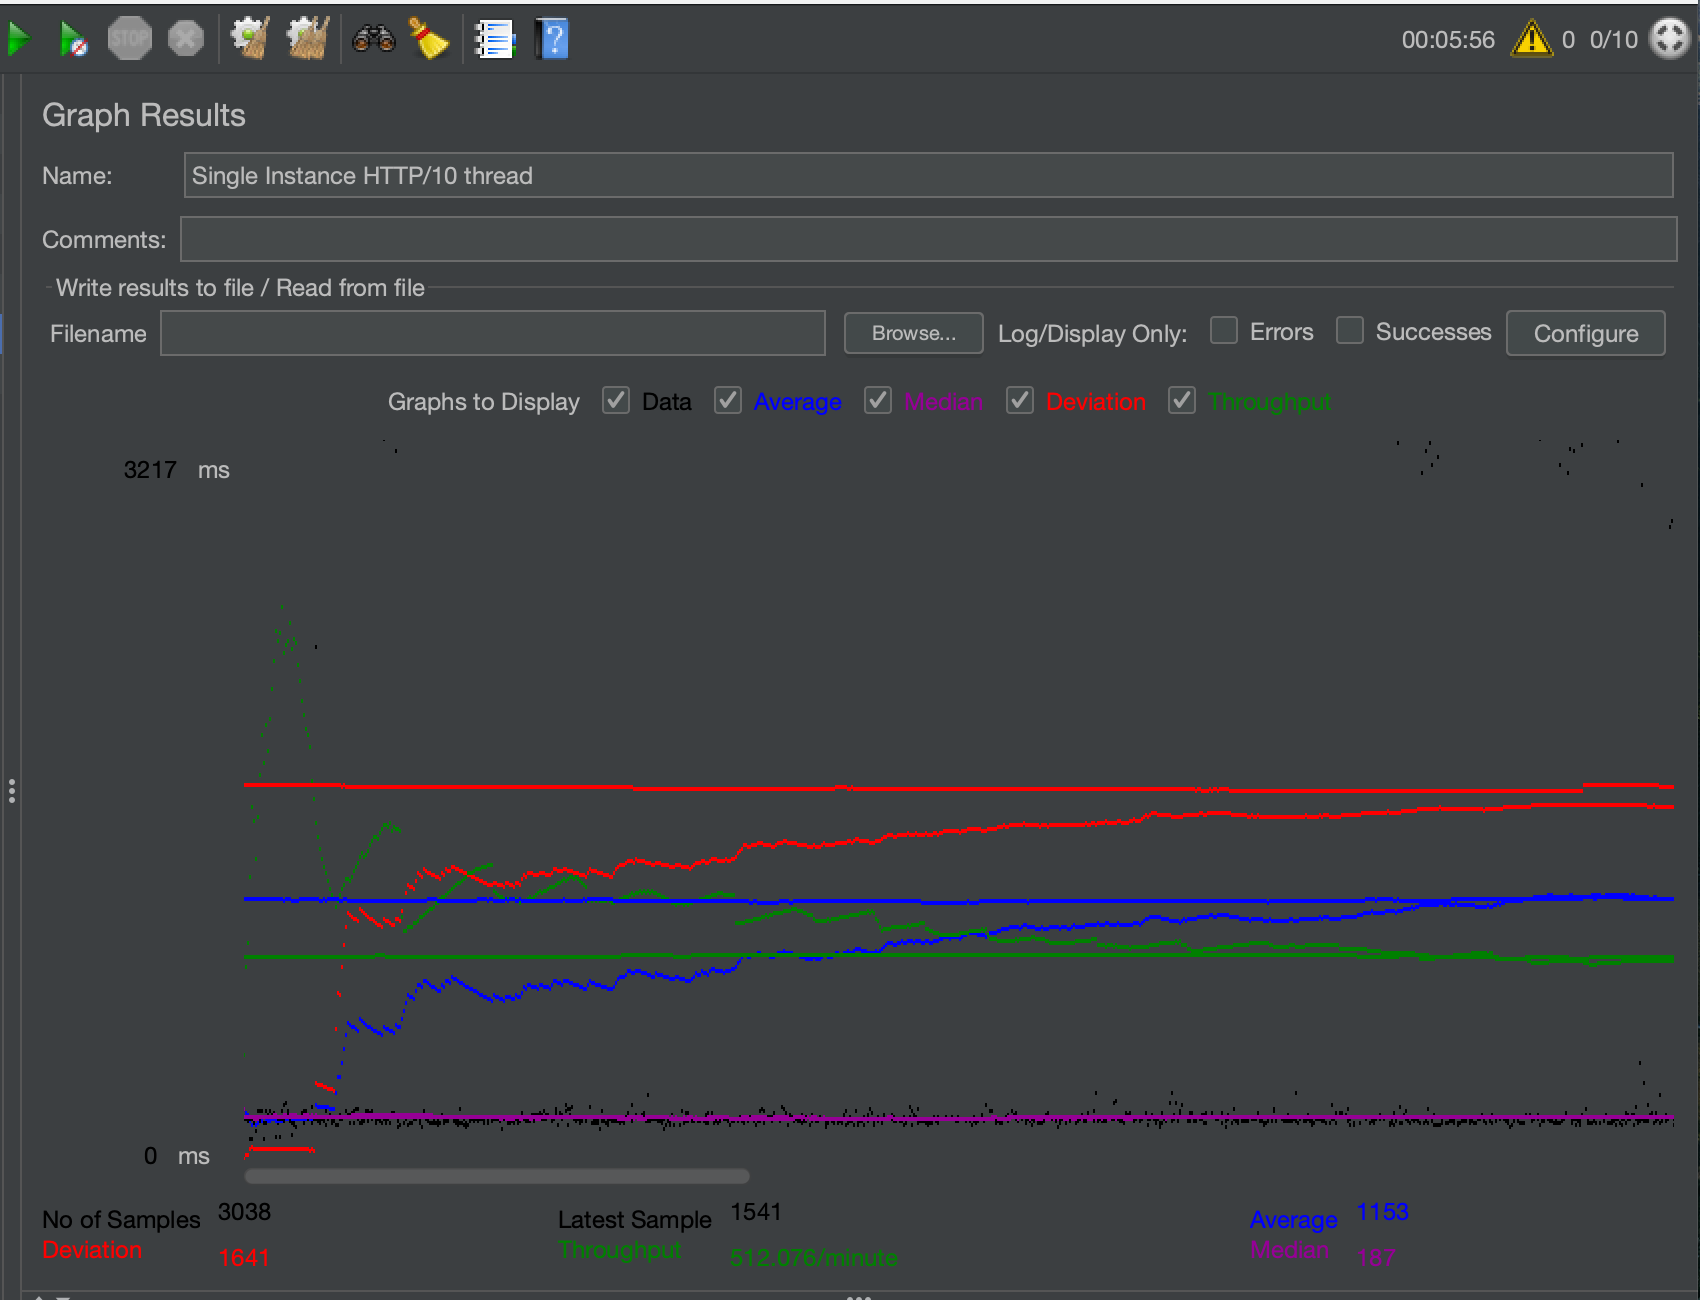 STOP
00:05:56 0 0/10
Graph Results
Name: Single Instance HTTP/10 thread
Comments:
Write results to file / Read from file
Filename Browse... Log/Display Only: Errors Successes Configure
Graphs to Display Data Average Median Deviation Throughput
3217 ms
0 ms
No of Samples 3038 Latest Sample 1541 Average 1153
Deviation 1641 Throughput 512.076/minute Median 187